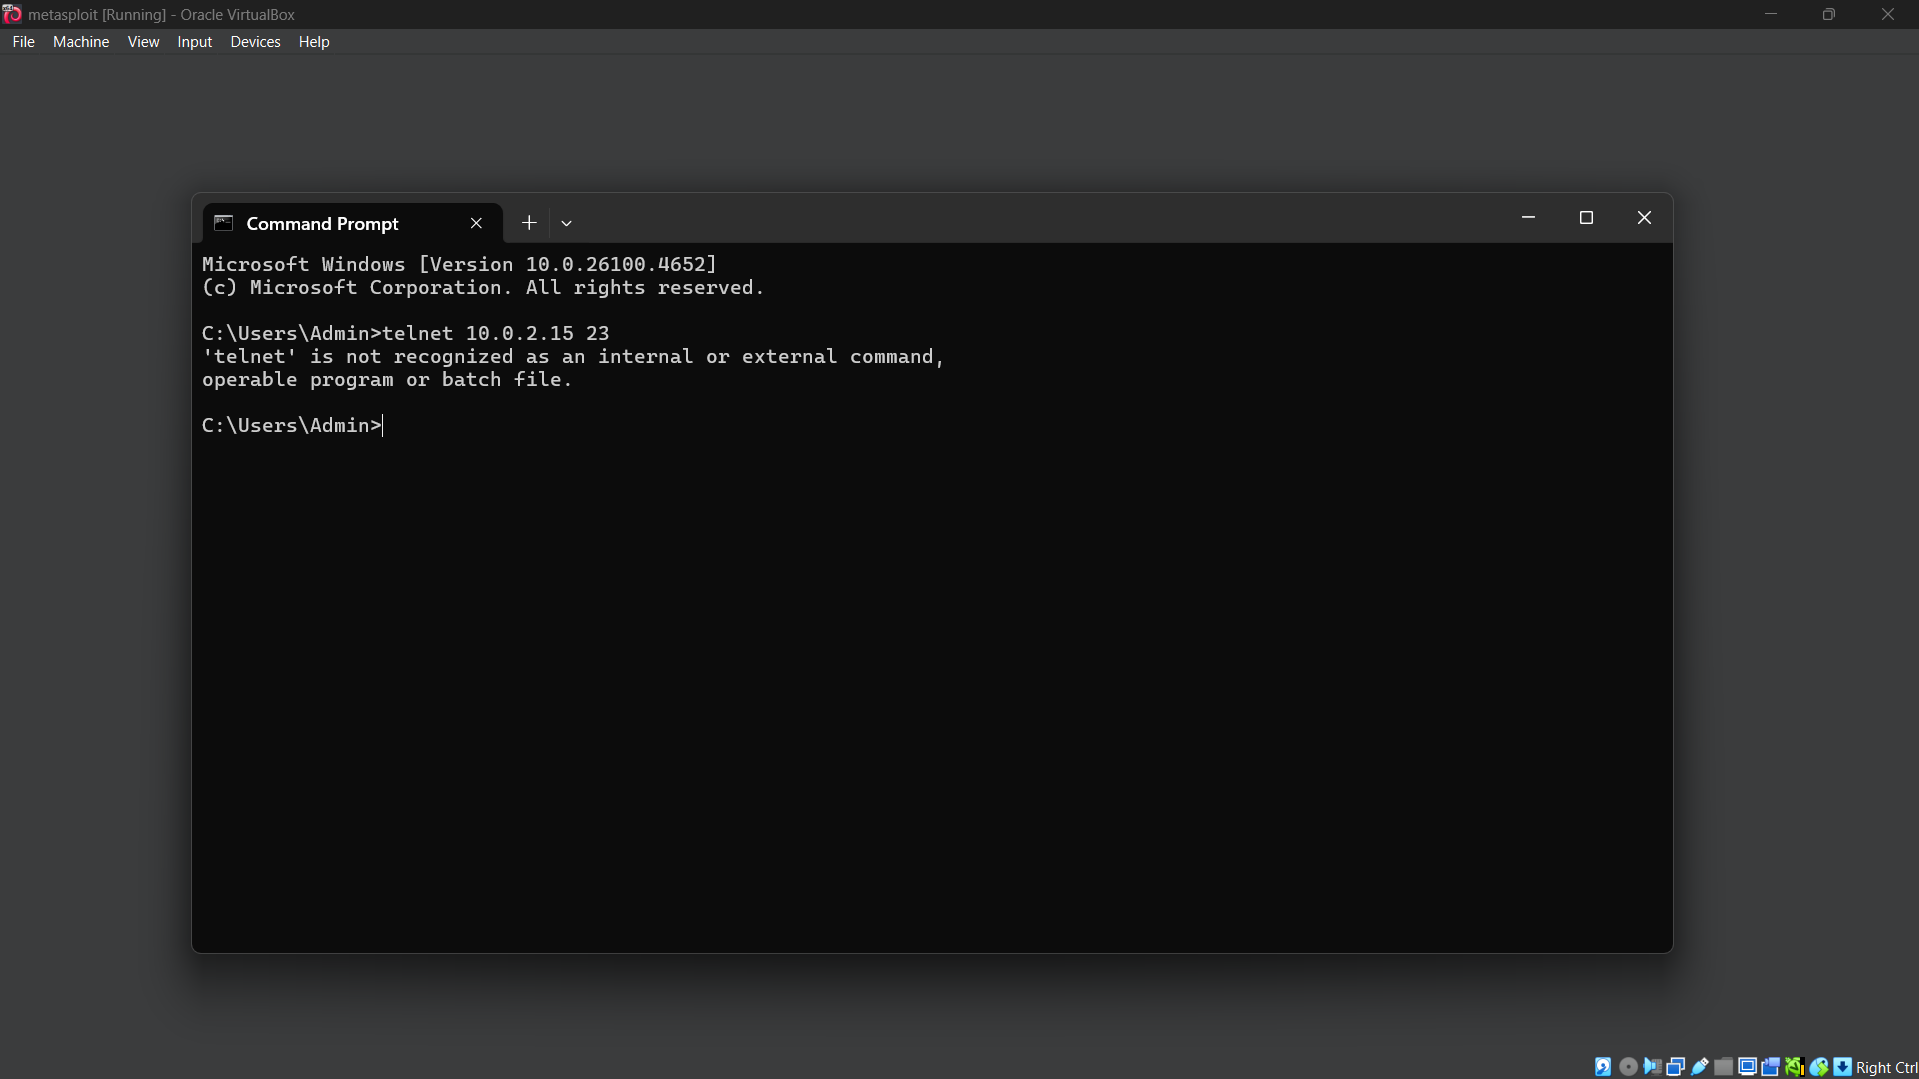 metasploit [Running] - Oracle VirtualBox
File Machine View Input Devices Help
Command Prompt
Microsoft Windows [Version 10.0.26100.4652]
(c) Microsoft Corporation. All rights reserved.
C:\Users\Admin>telnet 10.0.2.15 23
'telnet' is not recognized as an internal or external command,
operable program or batch file.
C:\Users\Admin>
Right Ctrl